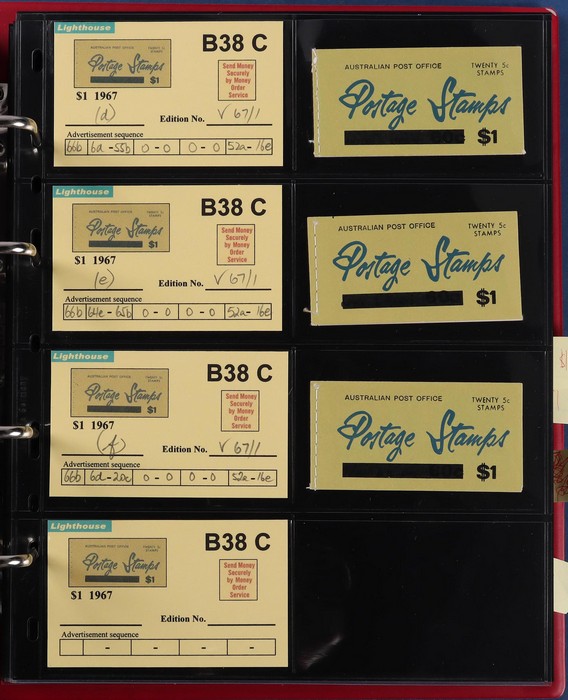 Lighthouse
B38 C
AUSTRALIAN POST OFFICE TWENTY 5c STAMPS
Postage Stamps
$1
Send Money
Securely
by Money
Order
Service
$1 1967
(d)
Edition No. V 67/1
Advertisement sequence
66b 6a - 55b 0 - 0 0 - 0 52a - 16e
AUSTRALIAN POST OFFICE TWENTY 5c
STAMPS
Postage Stamps
$1
Lighthouse
B38 C
AUSTRALIAN POST OFFICE TWENTY 5c STAMPS
Postage Stamps
$1
Send Money
Securely
by Money
Order
Service
$1 1967
(e)
Edition No. V 67/1
Advertisement sequence
66b 64e - 65b 0 - 0 0 - 0 52a - 16e
AUSTRALIAN POST OFFICE TWENTY 5c
STAMPS
Postage Stamps
$1
Lighthouse
B38 C
AUSTRALIAN POST OFFICE TWENTY 5c STAMPS
Postage Stamps
$1
Send Money
Securely
by Money
Order
Service
$1 1967
(f)
Edition No. V 67/1
Advertisement sequence
66b 6d - 20c 0 - 0 0 - 0 52a - 16e
AUSTRALIAN POST OFFICE TWENTY 5c
STAMPS
Postage Stamps
$1
Lighthouse
B38 C
AUSTRALIAN POST OFFICE TWENTY 5c STAMPS
Postage Stamps
$1
Send Money
Securely
by Money
Order
Service
$1 1967
Edition No.
Advertisement sequence
- - - -